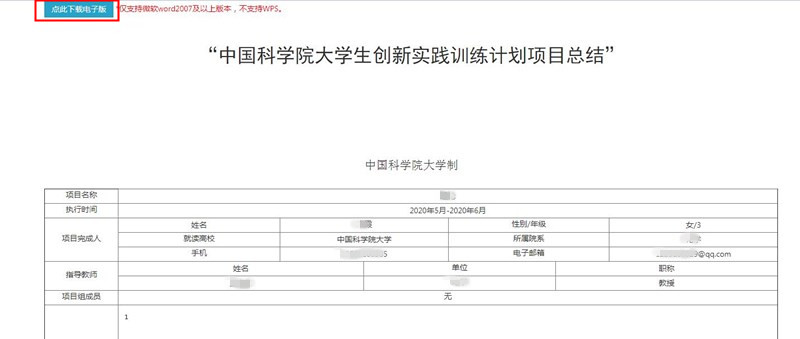 点此下载电子版 *仅支持微软word2007及以上版本，不支持WPS。
“中国科学院大学生创新实践训练计划项目总结”
中国科学院大学制
项目名称
执行时间 2020年5月-2020年6月
项目完成人 姓名 性别/年级 女/3
就读高校 中国科学院大学 所属院系
手机 5 电子邮箱 9@qq.com
指导教师 姓名 单位 职称
教授
项目组成员 无
1